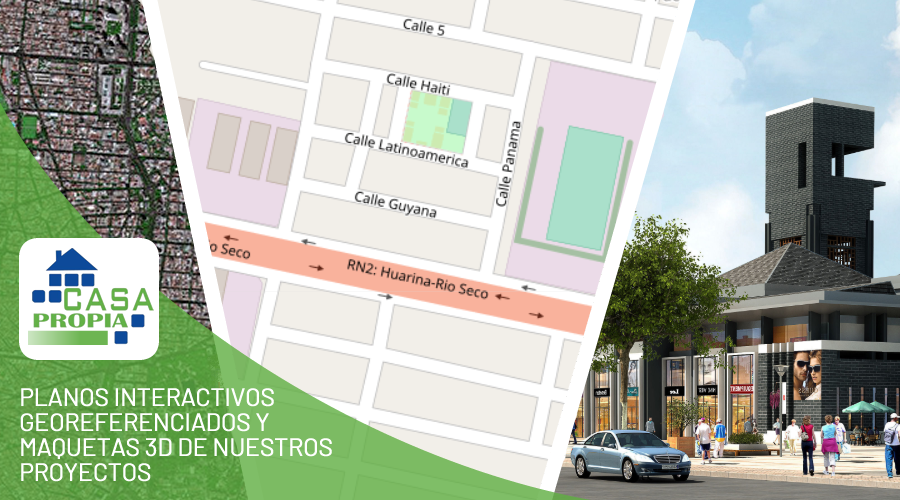 Calle 5
Calle Haiti
Calle Latinoamerica
Calle Panama
Calle Guyana
o Seco
RN2: Huarina-Rio Seco
CASA
PROPIA
PLANOS INTERACTIVOS
GEOREFERENCIADOS Y
MAQUETAS 3D DE NUESTROS
PROYECTOS